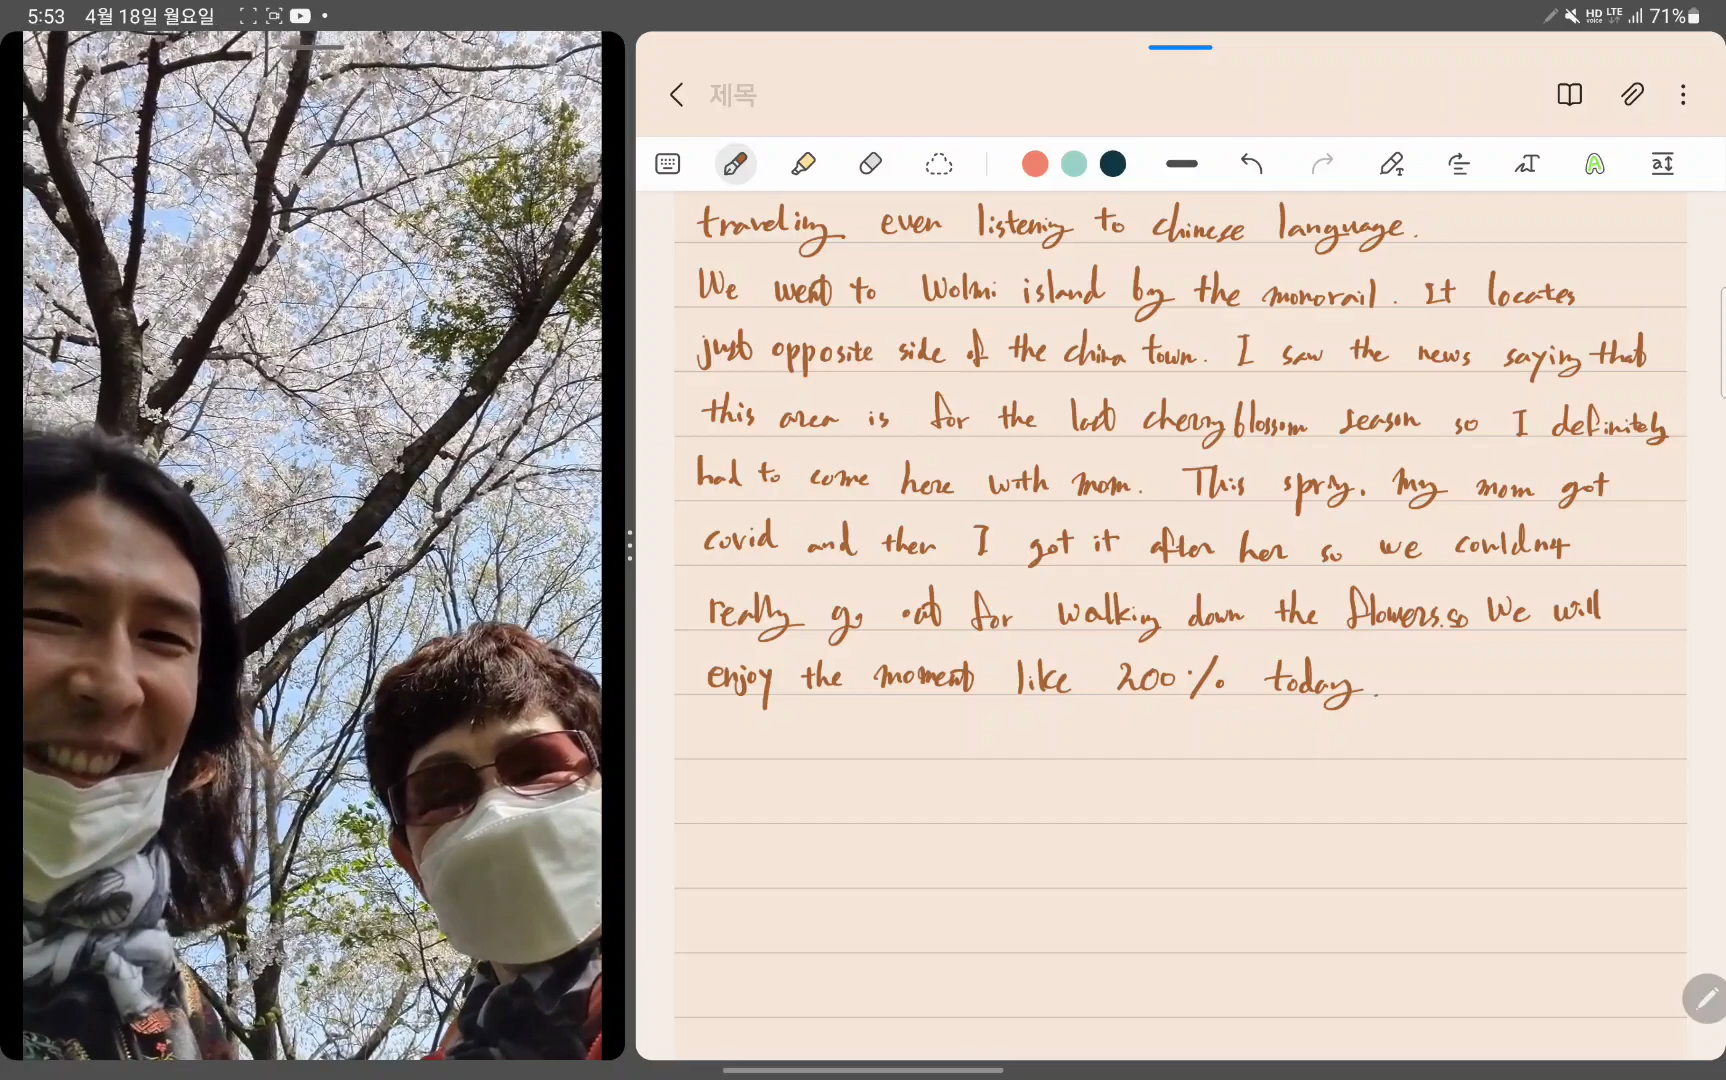 5:53 4월 18일 월요일
HD voice LTE 71%
제목
traveling even listening to chinese language.
We went to Wolmi island by the monorail. It locates
just opposite side of the china town. I saw the news saying that
this area is for the last cherry blossom season so I definitely
had to come here with mom. This spring. My mom got
covid and then I got it after her so we couldn't
really go out for walking down the flowers. so We will
enjoy the moment like 200% today.